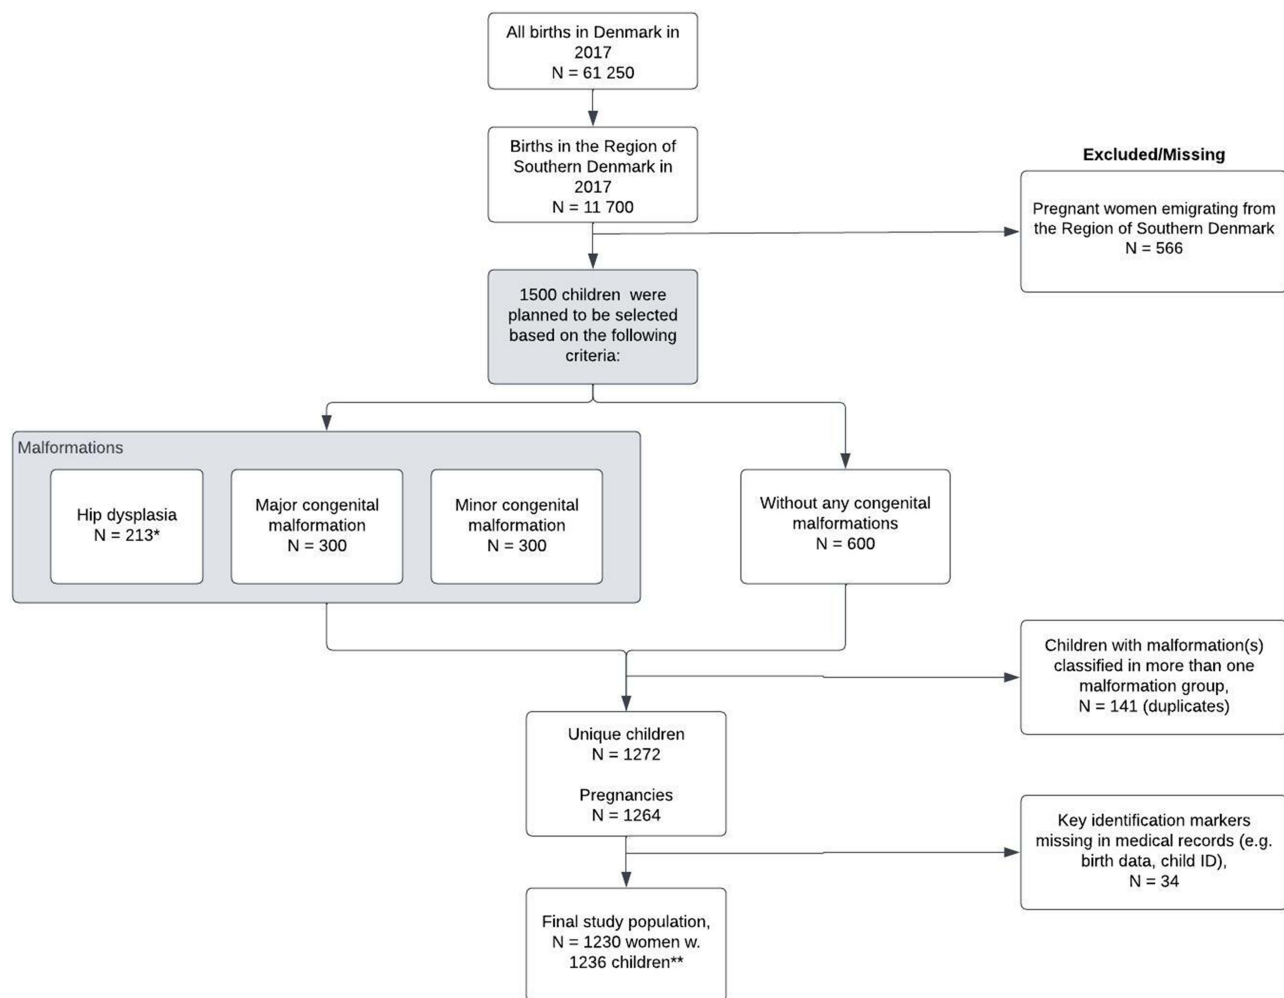 All births in Denmark in
2017
N = 61 250
Births in the Region of
Southern Denmark in
2017
N = 11 700
Excluded/Missing
Pregnant women emigrating from
the Region of Southern Denmark
N = 566
1500 children were
planned to be selected
based on the following
criteria:
Malformations
Hip dysplasia
N = 213*
Major congenital
malformation
N = 300
Minor congenital
malformation
N = 300
Without any congenital
malformations
N = 600
Children with malformation(s)
classified in more than one
malformation group,
N = 141 (duplicates)
Unique children
N = 1272
Pregnancies
N = 1264
Key identification markers
missing in medical records (e.g.
birth data, child ID),
N = 34
Final study population,
N = 1230 women w.
1236 children**